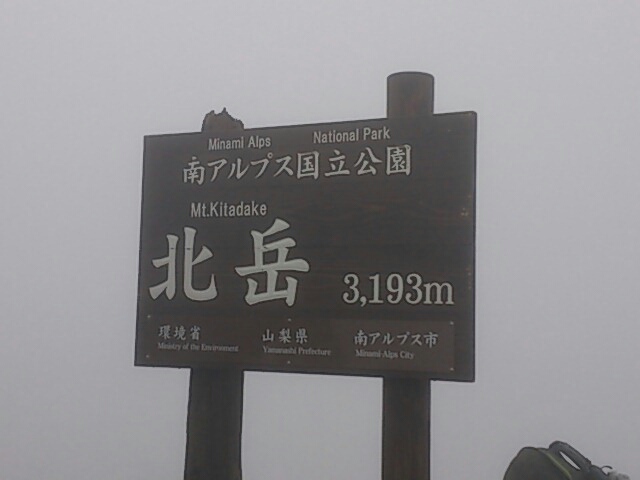 Minami Alps National Park
南アルプス国立公園
Mt.Kitadake
北岳 3,193m
環境省 山梨県 南アルプス市
Ministry of the Environment Yamanashi Prefecture Minami-Alps City